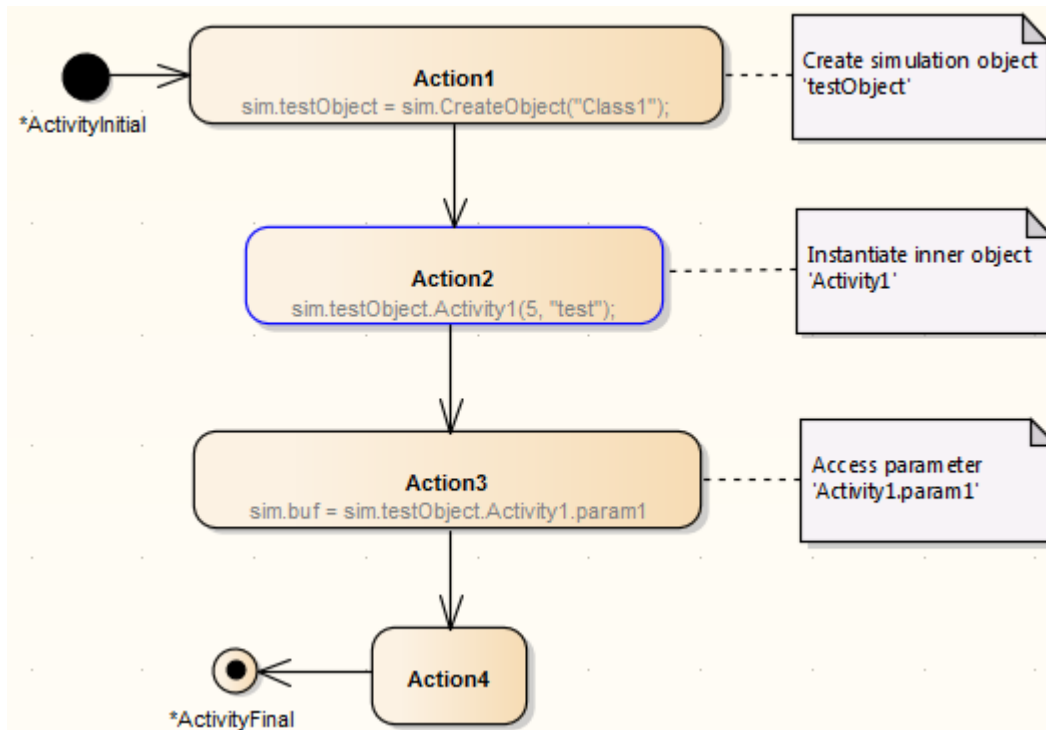 *ActivityInitial
Action1
sim.testObject = sim.CreateObject("Class1");
Create simulation object
'testObject'
Action2
sim.testObject.Activity1(5, "test");
Instantiate inner object
'Activity1'
Action3
sim.buf = sim.testObject.Activity1.param1
Access parameter
'Activity1.param1'
Action4
*ActivityFinal